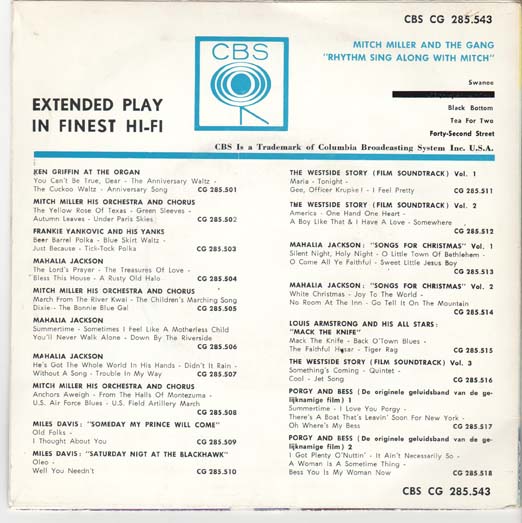 CBS CG 285.543
CBS
MITCH MILLER AND THE GANG
"RHYTHM SING ALONG WITH MITCH"
Swanee
Black Bottom
Tea For Two
Forty-Second Street
EXTENDED PLAY
IN FINEST HI-FI
CBS Is a Trademark of Columbia Broadcasting System Inc. U.S.A.
KEN GRIFFIN AT THE ORGAN
You Can't Be True, Dear - The Anniversary Waltz -
The Cuckoo Waltz - Anniversary Song CG 285.501
MITCH MILLER HIS ORCHESTRA AND CHORUS
The Yellow Rose Of Texas - Green Sleeves -
Autumn Leaves - Under Paris Skies CG 285.502
FRANKIE YANKOVIC AND HIS YANKS
Beer Barrel Polka - Blue Skirt Waltz -
Just Because - Tick-Tock Polka CG 285.503
MAHALIA JACKSON
The Lord's Prayer - The Treasures Of Love -
Bless This House - A Rusty Old Halo CG 285.504
MITCH MILLER HIS ORCHESTRA AND CHORUS
March From The River Kwai - The Children's Marching Song
Dixie - The Bonnie Blue Gal CG 285.505
MAHALIA JACKSON
Summertime - Sometimes I Feel Like A Motherless Child
You'll Never Walk Alone - Down By The Riverside
CG 285.506
MAHALIA JACKSON
He's Got The Whole World In His Hands - Didn't It Rain -
Without A Song - Trouble In My Way CG 285.507
MITCH MILLER HIS ORCHESTRA AND CHORUS
Anchors Aweigh - From The Halls Of Montezuma -
U.S. Air Force Blues - U.S. Field Artillery March
CG 285.508
MILES DAVIS: "SOMEDAY MY PRINCE WILL COME"
Old Folks -
I Thought About You CG 285.509
MILES DAVIS: "SATURDAY NIGT AT THE BLACKHAWK"
Oleo -
Well You Needn't CG 285.510
THE WESTSIDE STORY (FILM SOUNDTRACK) Vol. 1
Maria - Tonight -
Gee, Officer Krupke! - I Feel Pretty CG 285.511
THE WESTSIDE STORY (FILM SOUNDTRACK) Vol. 2
America - One Hand One Heart -
A Boy Like That & I Have A Love - Somewhere
CG 285.512
MAHALIA JACKSON: "SONGS FOR CHRISTMAS" Vol. 1
Silent Night, Holy Night - O Little Town Of Bethlehem -
O Come All Ye Faithful - Sweet Little Jesus Boy
CG 285.513
MAHALIA JACKSON: "SONGS FOR CHRISTMAS" Vol. 2
White Christmas - Joy To The World -
No Room At The Inn - Go Tell It On The Mountain
CG 285.514
LOUIS ARMSTRONG AND HIS ALL STARS:
"MACK THE KNIFE"
Mack The Knife - Back O'Town Blues -
The Faithful Husar - Tiger Rag CG 285.515
THE WESTSIDE STORY (FILM SOUNDTRACK) Vol. 3
Something's Coming - Quintet -
Cool - Jet Song CG 285.516
PORGY AND BESS (De originele geluidsband van de ge-
lijknamige film) 1
Summertime - I Love You Porgy -
There's A Boat That's Leavin' Soon For New York -
Oh Where's My Bess CG 285.517
PORGY AND BESS (De originele geluidsband van de ge-
lijknamige film) 2
I Got Plenty O'Nuttin' - It Ain't Necessarily So -
A Woman Is A Sometime Thing -
Bess You Is My Woman Now CG 285.518
CBS CG 285.543